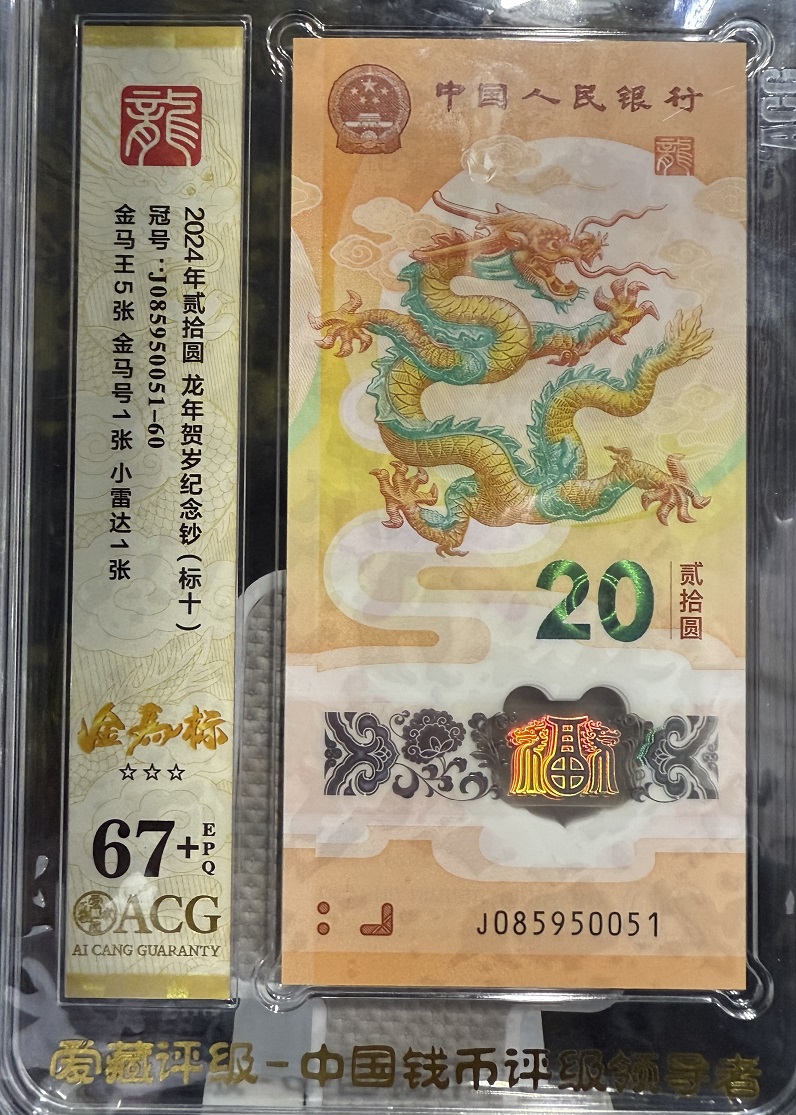 龍
2024年贰拾圆 龙年贺岁纪念钞(标十)
冠号:J085950051-60
金马王5张 金马号1张 小雷达1张
金马标
☆☆☆
67+EPQ
ACG
AI CANG GUARANTY
中国人民银行
龍
20
贰拾圆
J085950051
爱藏评级-中国钱币评级领导者